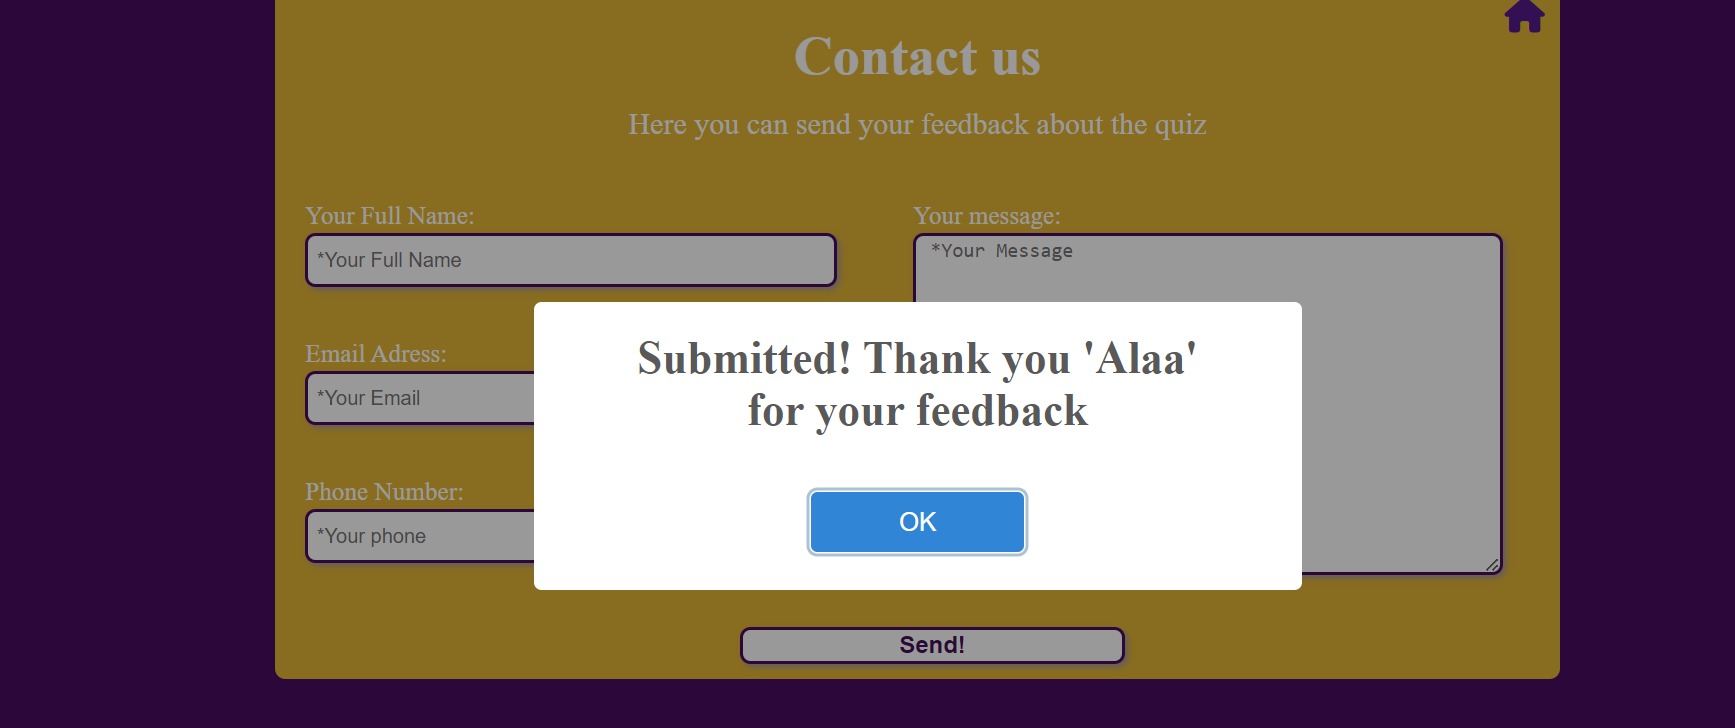 Contact us
Here you can send your feedback about the quiz
Your Full Name:
*Your Full Name
Your message:
*Your Message
Email Adress:
*Your Email
Phone Number:
*Your phone
Submitted! Thank you 'Alaa'
for your feedback
OK
Send!